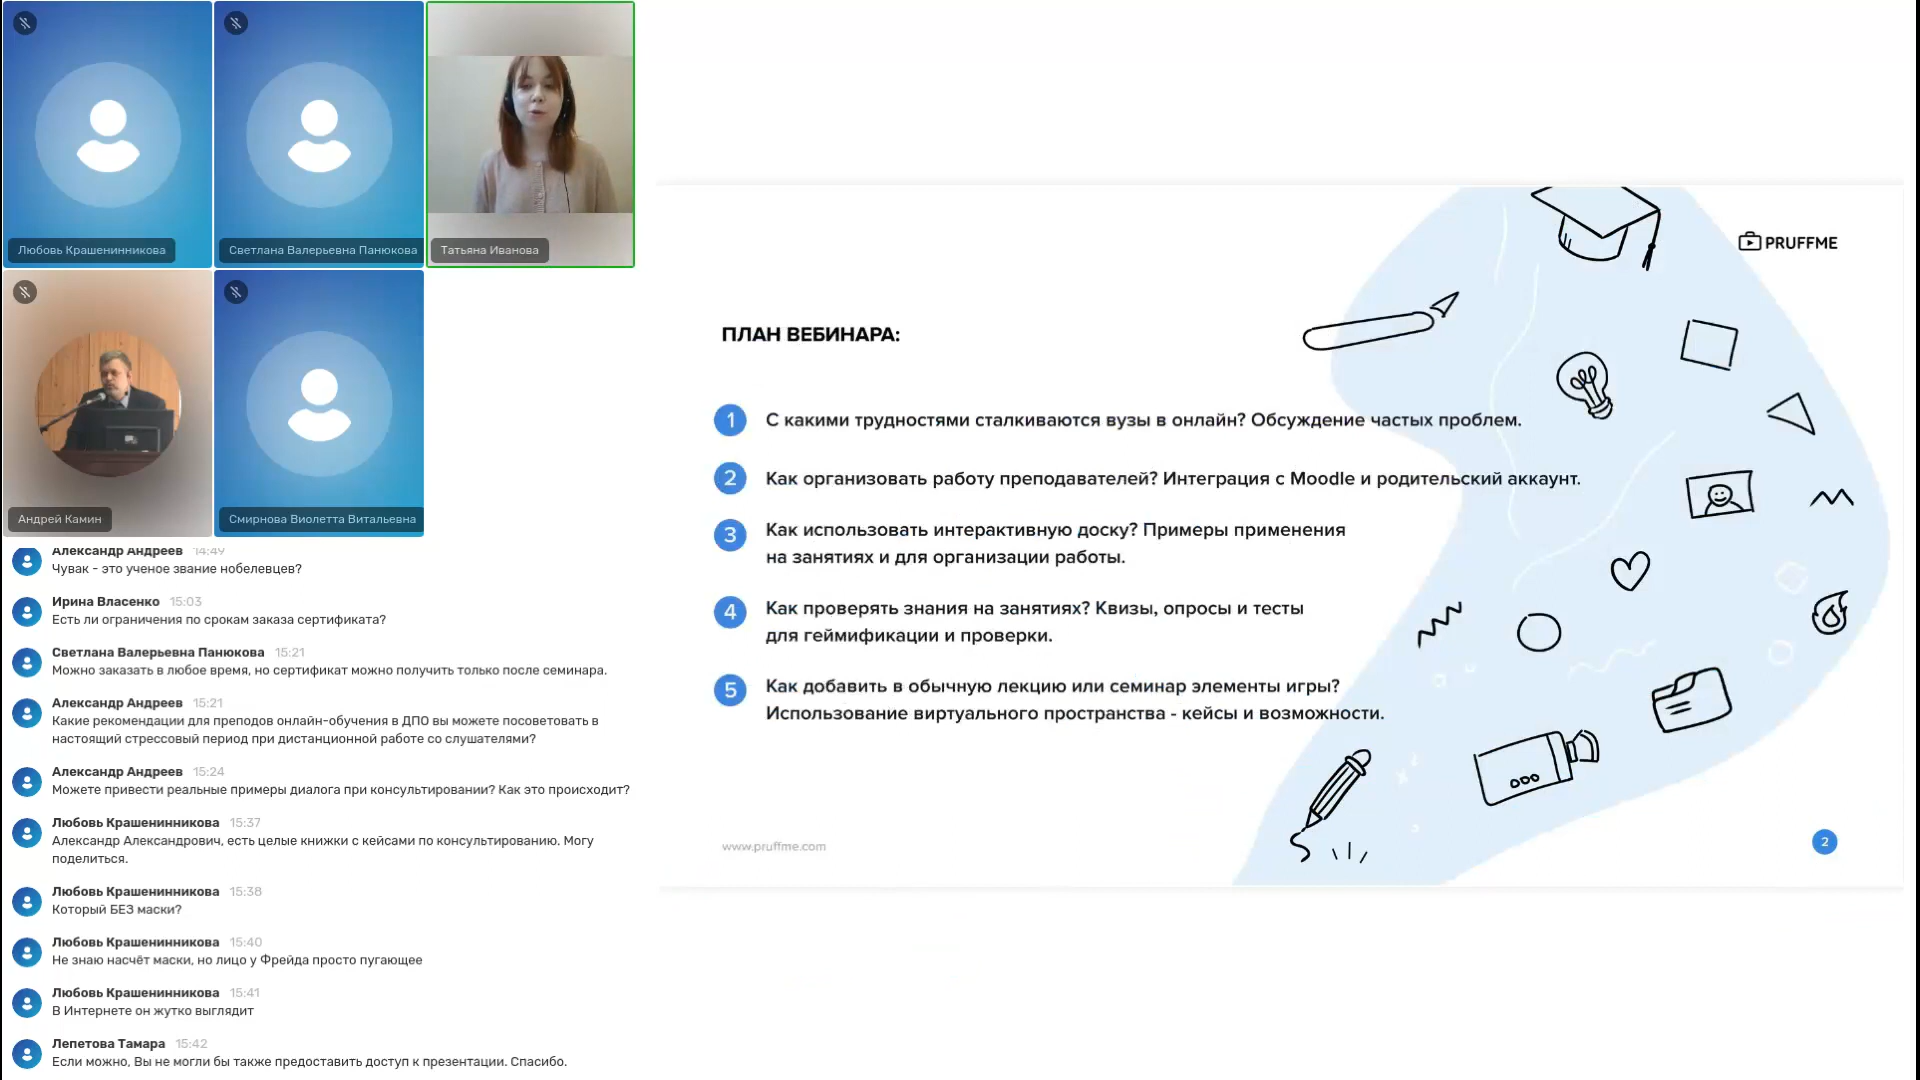 Любовь Крашенинникова
Светлана Валерьевна Панюкова
Татьяна Иванова
Андрей Камин
Смирнова Виолетта Витальевна
Александр Андреев 14:49
Чувак - это ученое звание нобелевцев?
Ирина Власенко 15:03
Есть ли ограничения по срокам заказа сертификата?
Светлана Валерьевна Панюкова 15:21
Можно заказать в любое время, но сертификат можно получить только после семинара.
Александр Андреев 15:21
Какие рекомендации для преподов онлайн-обучения в ДПО вы можете посоветовать в
настоящий стрессовый период при дистанционной работе со слушателями?
Александр Андреев 15:24
Можете привести реальные примеры диалога при консультировании? Как это происходит?
Любовь Крашенинникова 15:37
Александр Александрович, есть целые книжки с кейсами по консультированию. Могу
поделиться.
Любовь Крашенинникова 15:38
Который БЕЗ маски?
Любовь Крашенинникова 15:40
Не знаю насчёт маски, но лицо у Фрейда просто пугающее
Любовь Крашенинникова 15:41
В Интернете он жутко выглядит
Лепетова Тамара 15:42
Если можно, Вы не могли бы также предоставить доступ к презентации. Спасибо.
PRUFFME
ПЛАН ВЕБИНАРА:
1 С какими трудностями сталкиваются вузы в онлайн? Обсуждение частых проблем.
2 Как организовать работу преподавателей? Интеграция с Moodle и родительский аккаунт.
3 Как использовать интерактивную доску? Примеры применения
на занятиях и для организации работы.
4 Как проверять знания на занятиях? Квизы, опросы и тесты
для геймификации и проверки.
5 Как добавить в обычную лекцию или семинар элементы игры?
Использование виртуального пространства - кейсы и возможности.
www.pruffme.com
2